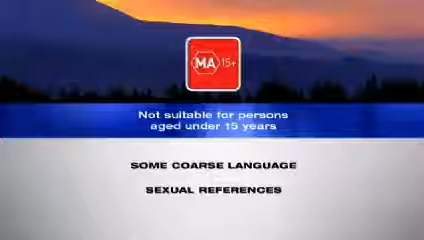 MA 15+
Not suitable for persons
aged under 15 years
SOME COARSE LANGUAGE
SEXUAL REFERENCES